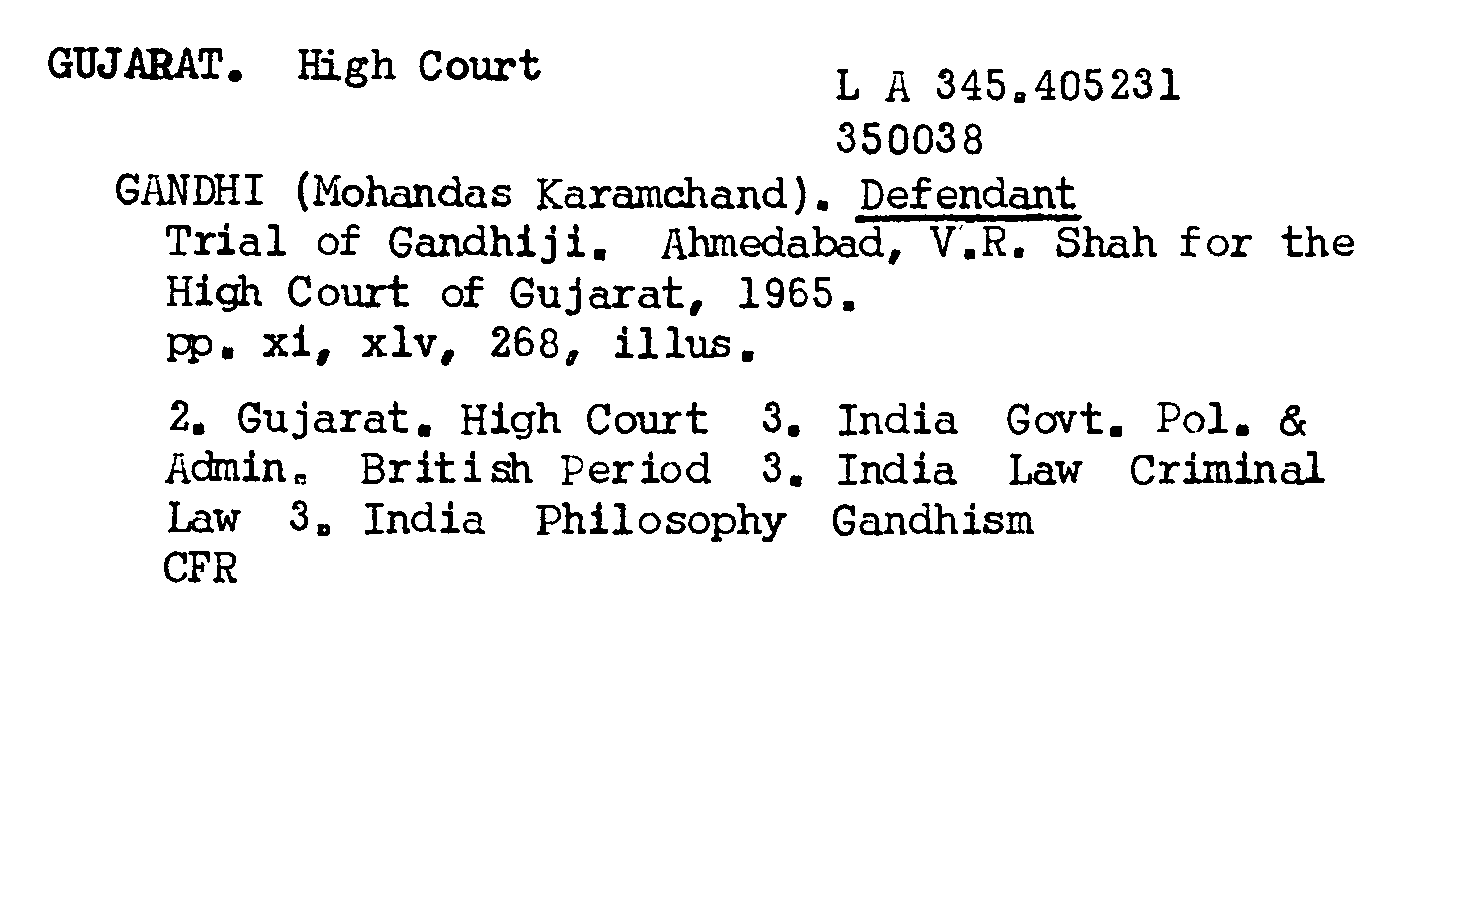 GUJARAT. High Court
L A 345.405231
350038
GANDHI (Mohandas Karamchand). Defendant
Trial of Gandhiji. Ahmedabad, V.R. Shah for the
High Court of Gujarat, 1965.
pp. xi, xlv, 268, illus.
2. Gujarat. High Court 3. India Govt. Pol. &
Admin. British Period 3. India Law Criminal
Law 3. India Philosophy Gandhism
CFR